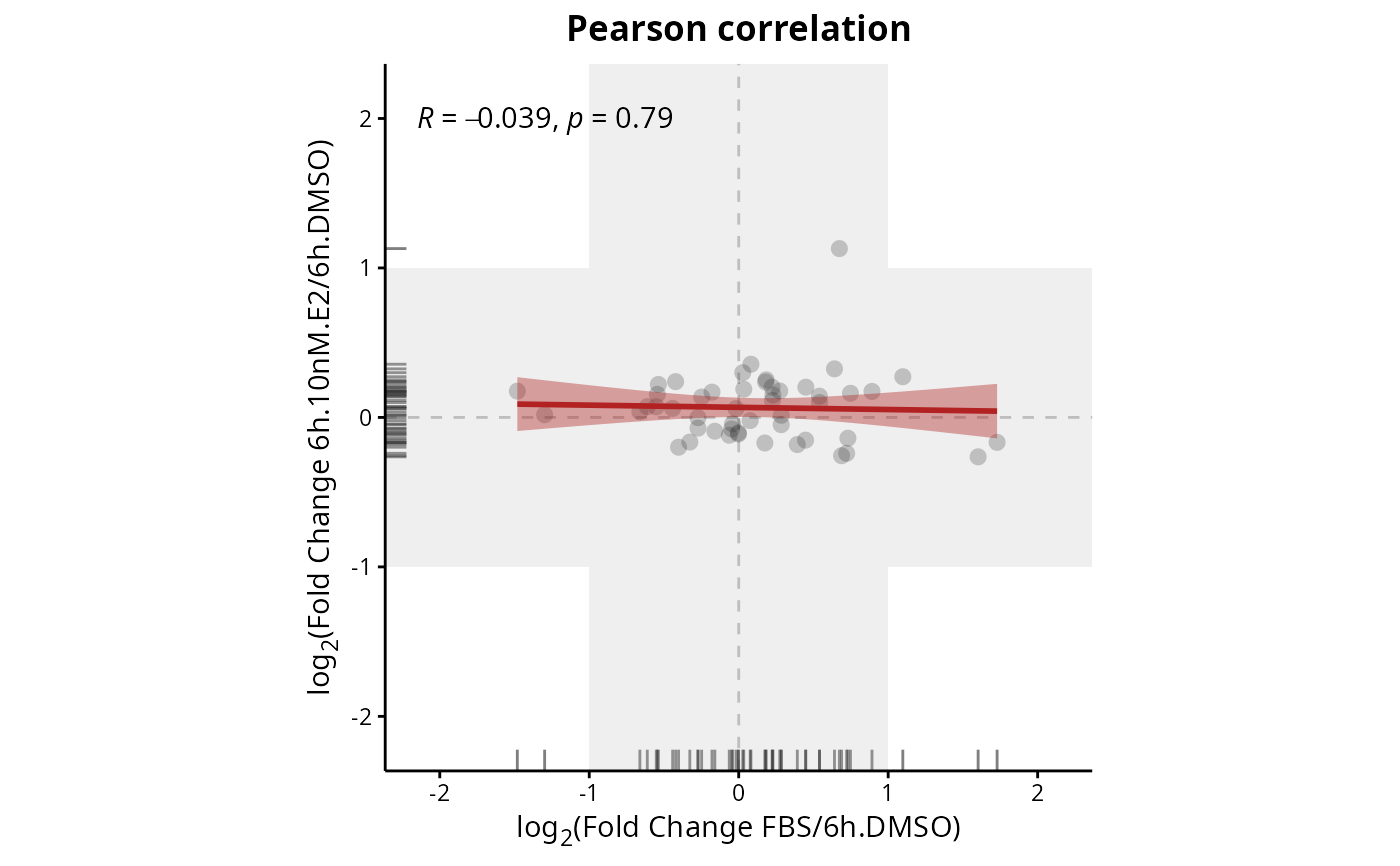 Pearson correlation
R = –0.039, p = 0.79
log2(Fold Change 6h.10nM.E2/6h.DMSO)
2
1
0
-1
-2
-2 -1 0 1 2
log2(Fold Change FBS/6h.DMSO)